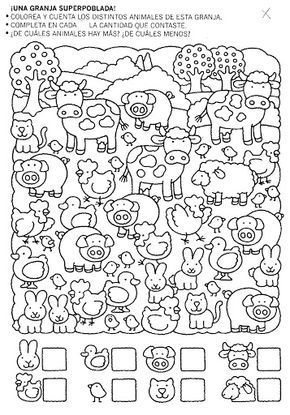 ¡UNA GRANJA SUPERPOBLADA!
• COLOREA Y CUENTA LOS DISTINTOS ANIMALES DE ESTA GRANJA.
• COMPLETA EN CADA LA CANTIDAD QUE CONTASTE.
• ¿DE CUÁLES ANIMALES HAY MÁS? ¿DE CUÁLES MENOS?